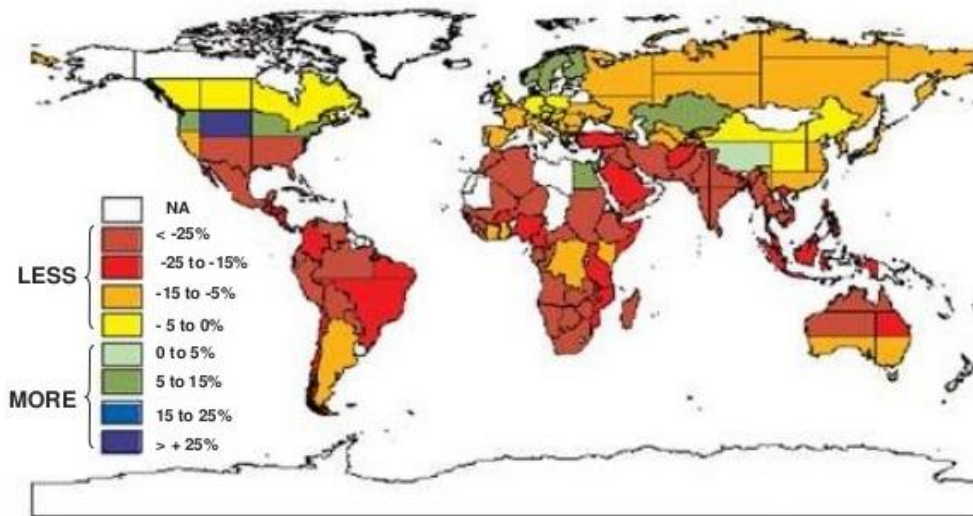 NA
LESS
< -25%
-25 to -15%
-15 to -5%
- 5 to 0%
MORE
0 to 5%
5 to 15%
15 to 25%
> + 25%